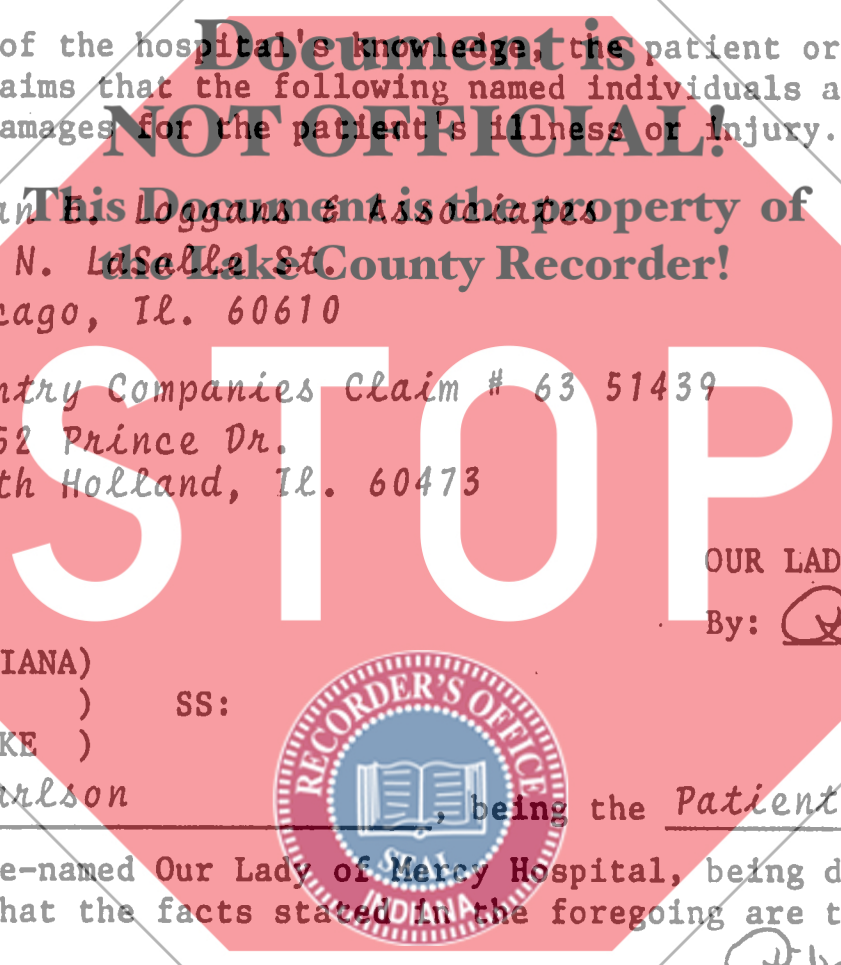 Document is
NOT OFFICIAL!
This Document is the property of
the Lake County Recorder!
STOP
RECORDER'S OFFICE
SEAL
INDIANA
of the hospital's knowledge, the patient or
aims that the following named individuals a
amages for the patient's illness or injury.
an E. Loggans & Associates
N. LaSalle St.
cago, Il. 60610
ntry Companies Claim # 63 51439
52 Prince Dr.
th Holland, Il. 60473
OUR LAD
By:
IANA)
) SS:
KE )
arlson, being the Patient
e-named Our Lady of Mercy Hospital, being d
hat the facts stated in the foregoing are t